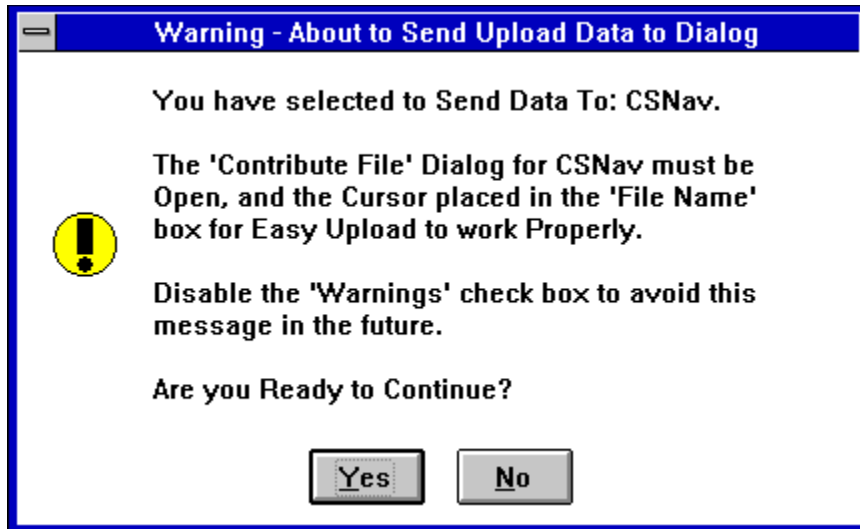 Warning - About to Send Upload Data to Dialog
You have selected to Send Data To: CSNav.
The 'Contribute File' Dialog for CSNav must be
Open, and the Cursor placed in the 'File Name'
box for Easy Upload to work Properly.
Disable the 'Warnings' check box to avoid this
message in the future.
Are you Ready to Continue?
Yes No